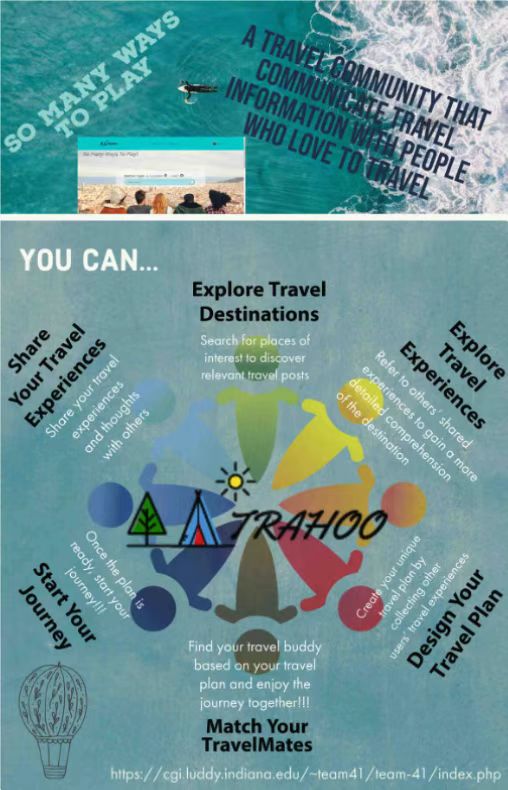 SO MANY WAYS
TO PLAY
A TRAVEL COMMUNITY THAT
COMMUNICATE TRAVEL
INFORMATION WITH PEOPLE
WHO LOVE TO TRAVEL
So Many Ways To Play!
YOU CAN...
Explore Travel
Destinations
Search for places of
interest to discover
relevant travel posts
Explore
Travel
Experiences
Refer to others' shared
experiences to gain a more
detailed comprehension
of the destination
Share
Your Travel
Experiences
Share your travel
experiences
and thoughts
with others
TRAHOO
Start Your
Journey
Once the plan is
ready, start your
journey!!!
Create your unique
travel plan by
collecting other
users' travel experiences
Design Your
Travel Plan
Find your travel buddy
based on your travel
plan and enjoy the
journey together!!!
Match Your
TravelMates
https://cgi.luddy.indiana.edu/~team41/team-41/index.php